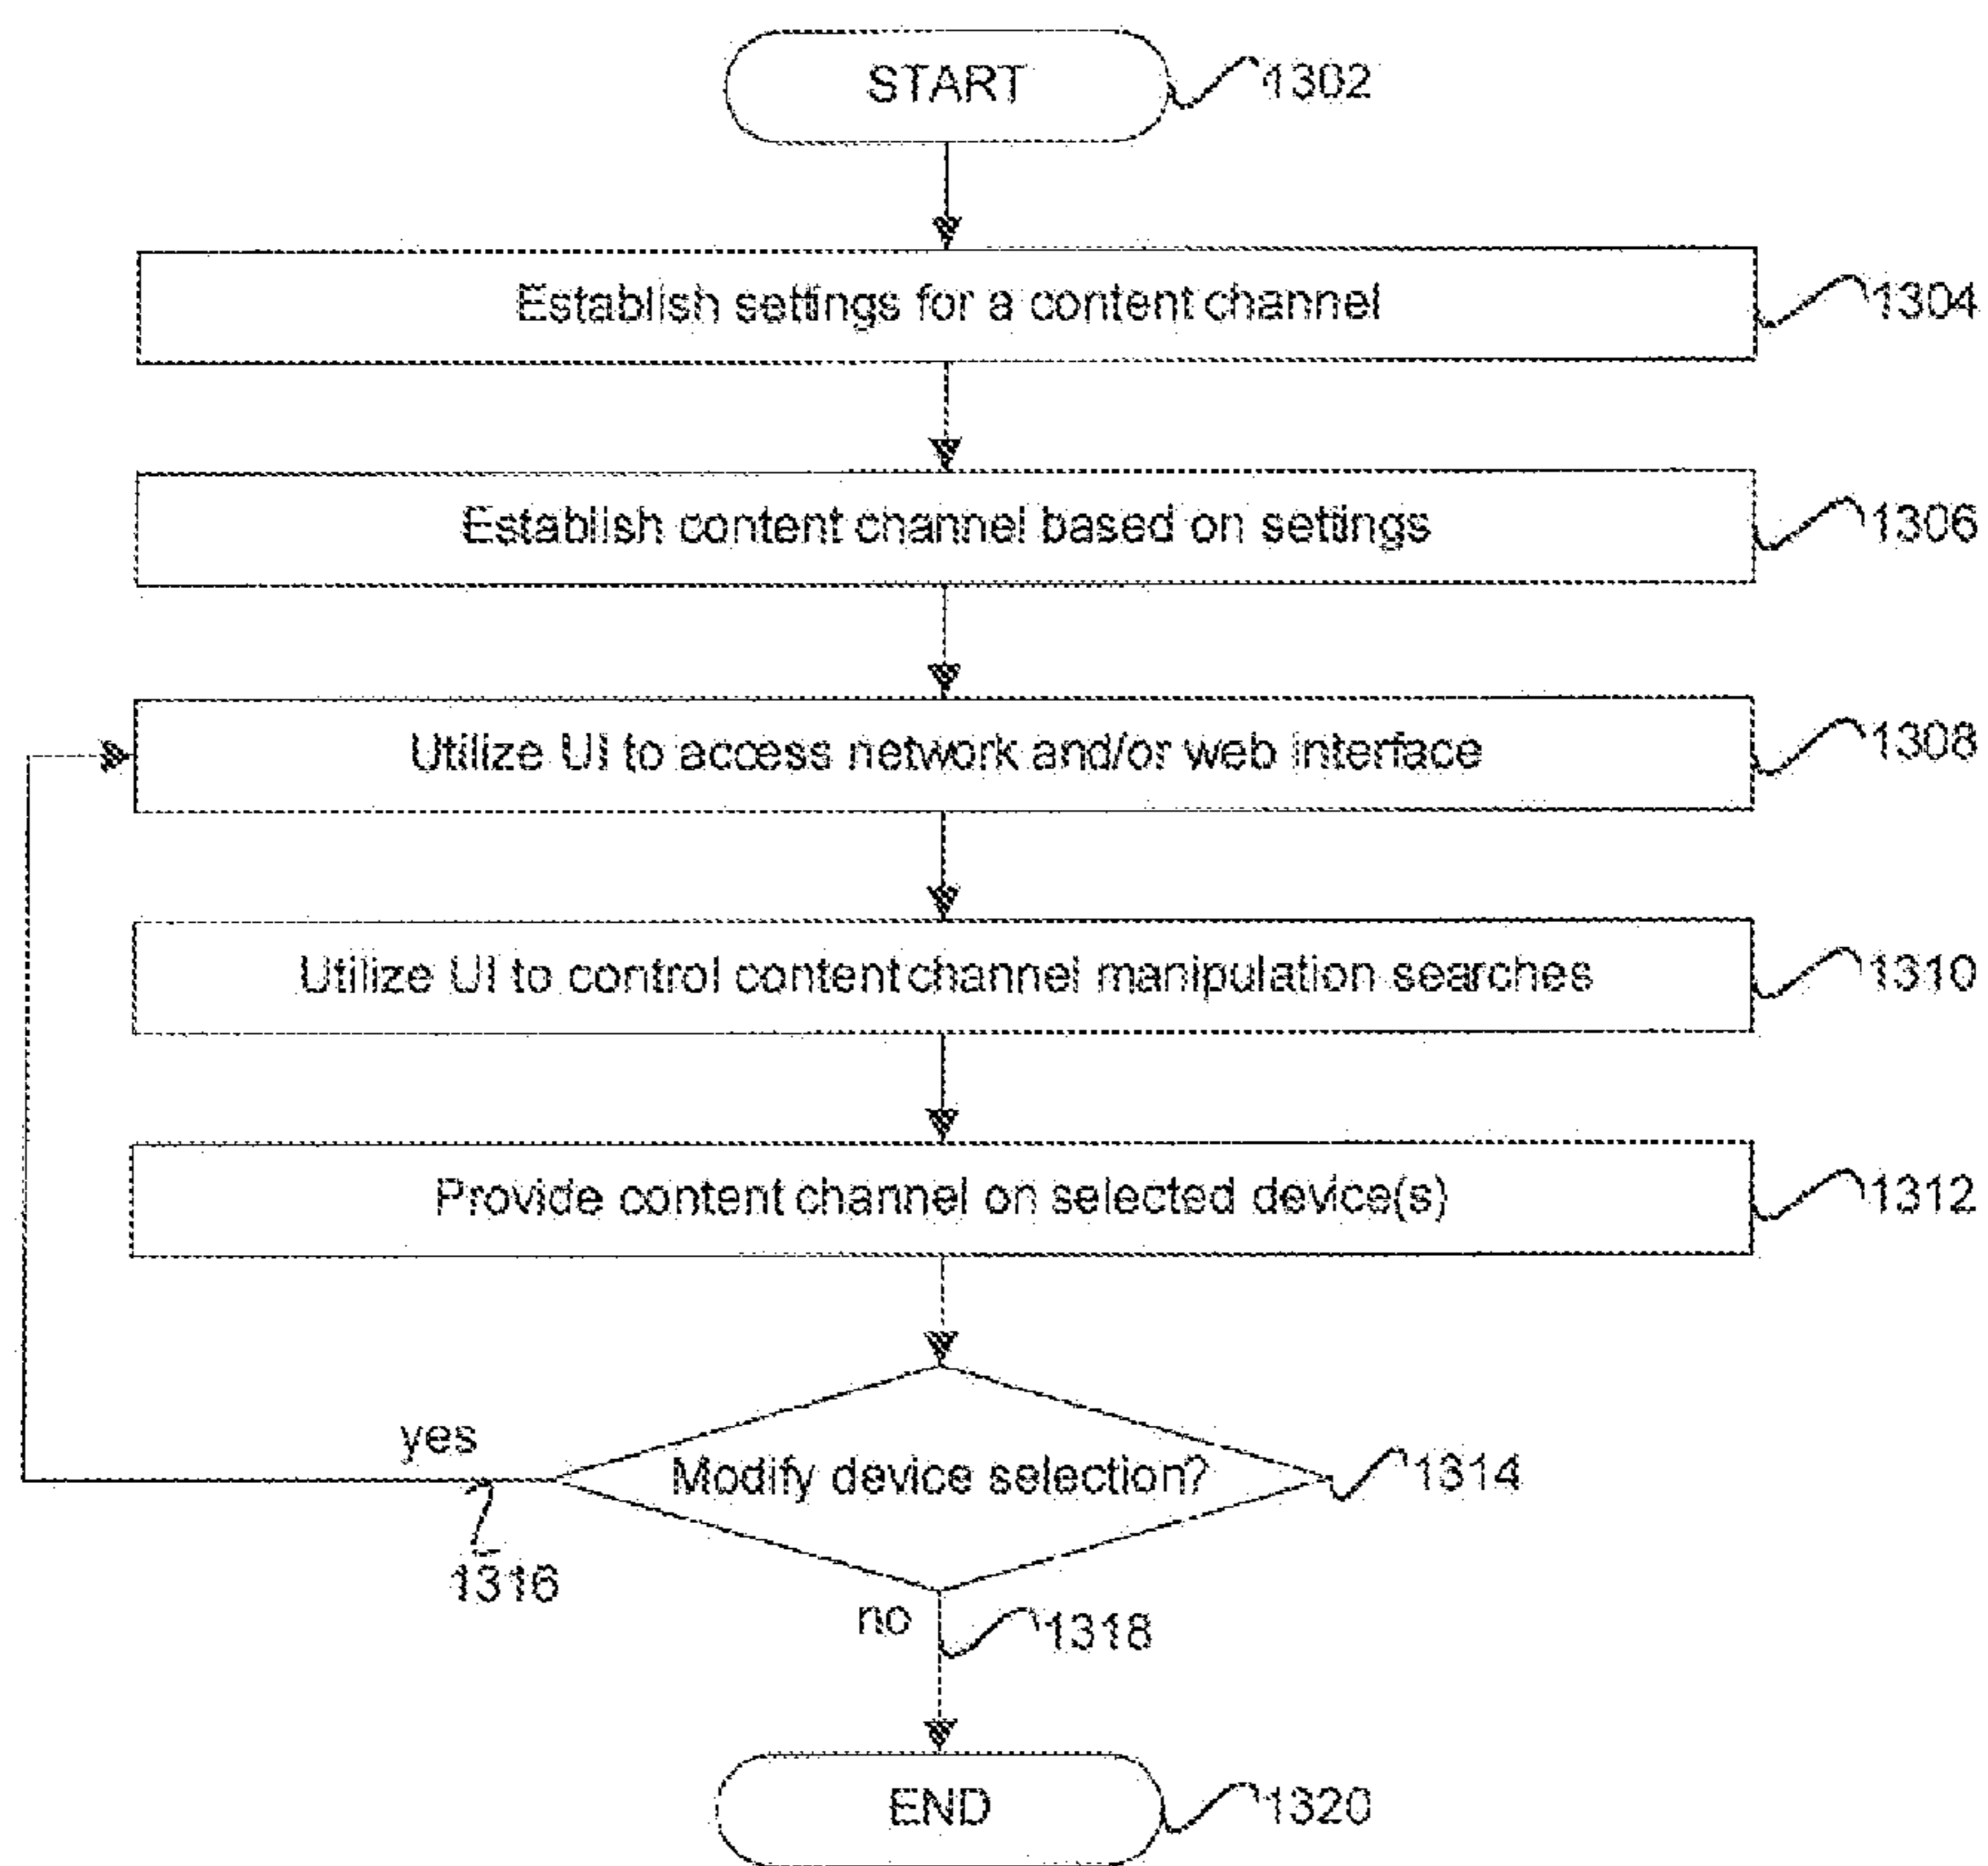 START
1302
Establish settings for a content channel
1304
Establish content channel based on settings
1306
Utilize UI to access network and/or web interface
1308
Utilize UI to control content channel manipulation searches
1310
Provide content channel on selected device(s)
1312
yes
Modify device selection?
1314
1316
no
1318
END
1320